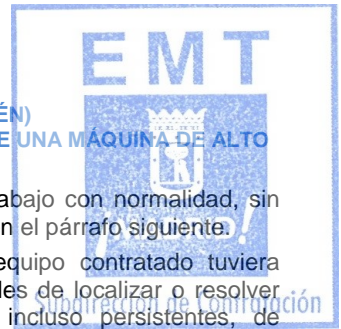 EMT
ÉN)
E UNA MÁQUINA DE ALTO
abajo con normalidad, sin
n el párrafo siguiente.
¡MADRID!
equipo contratado tuviera
les de localizar o resolver
Subdirección de Contratación
incluso persistentes, de